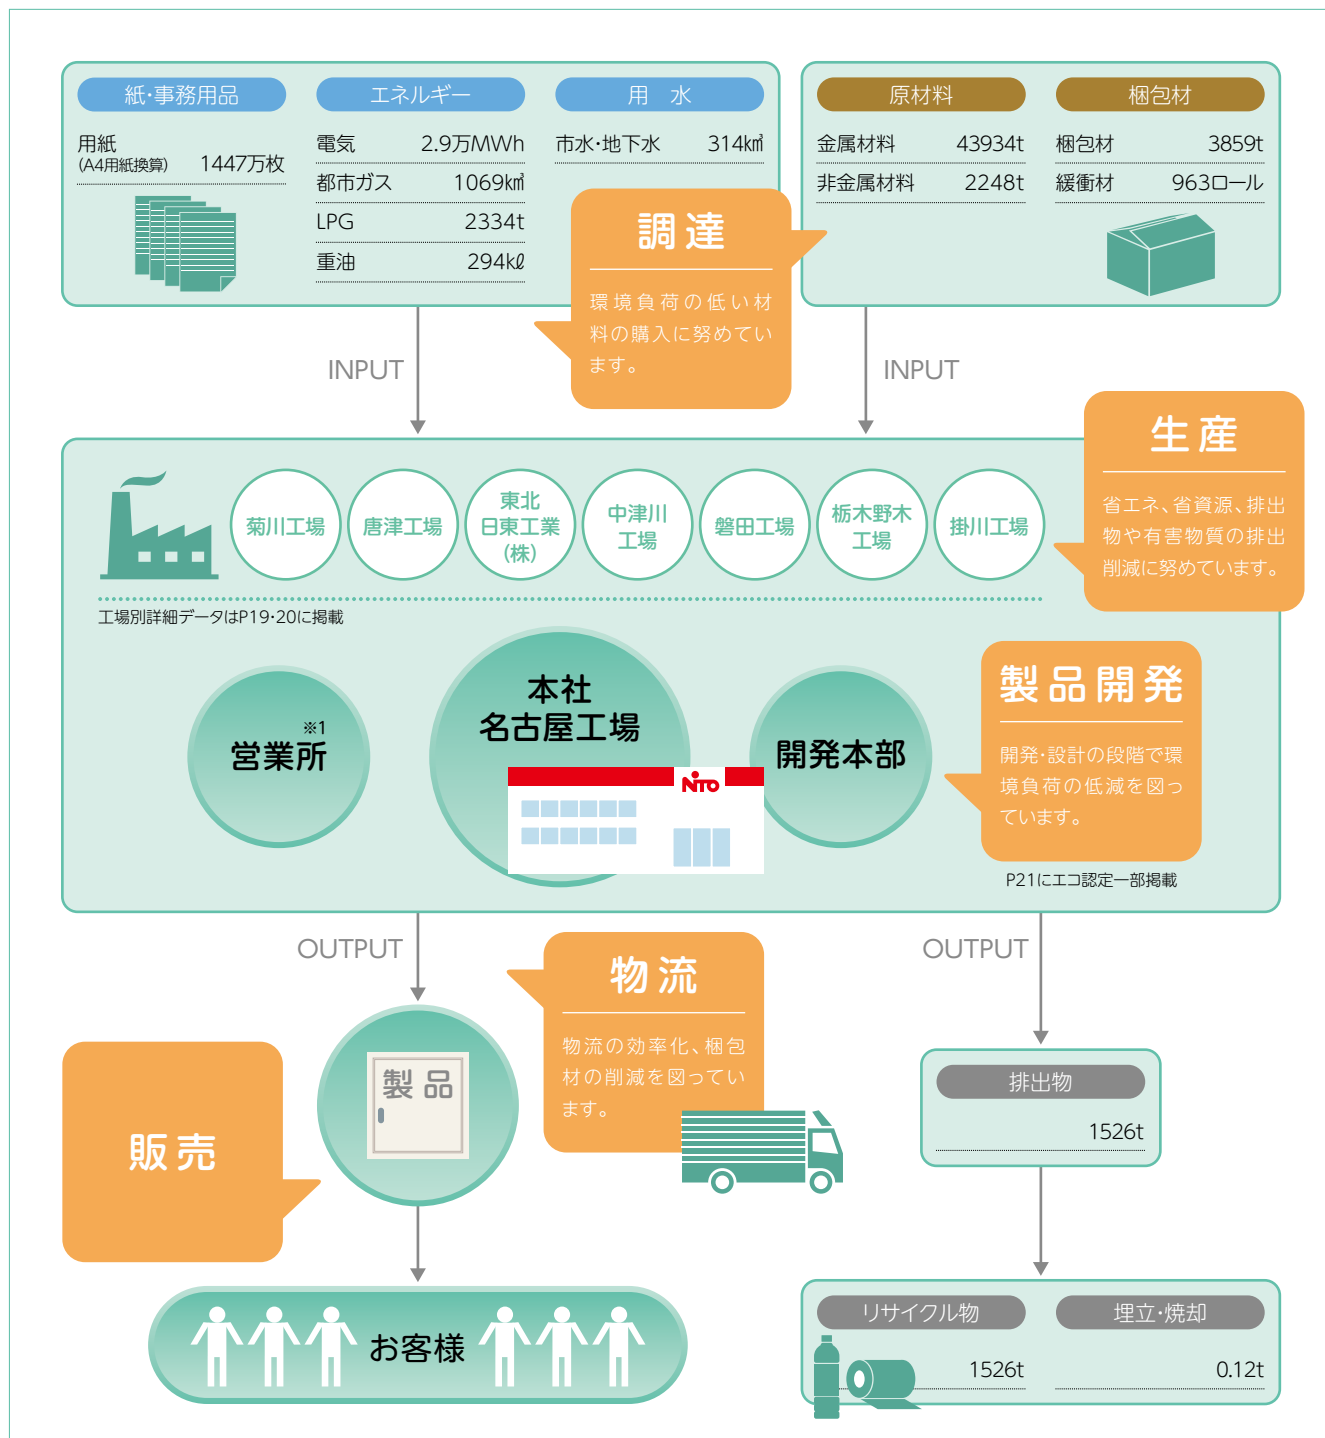 紙・事務用品
用紙
(A4用紙換算)
1447万枚
エネルギー
電気 2.9万MWh
都市ガス 1069k㎥
LPG 2334t
重油 294kℓ
用 水
市水・地下水 314k㎥
原材料
金属材料 43934t
非金属材料 2248t
梱包材
梱包材 3859t
緩衝材 963ロール
調達
環境負荷の低い材
料の購入に努めてい
ます。
INPUT
INPUT
生産
省エネ、省資源、排出
物や有害物質の排出
削減に努めています。
菊川工場
唐津工場
東北
日東工業
(株)
中津川
工場
磐田工場
栃木野木
工場
掛川工場
工場別詳細データはP19・20に掲載
※1
営業所
本社
名古屋工場
NITO
開発本部
製品開発
開発・設計の段階で環
境負荷の低減を図っ
ています。
P21にエコ認定一部掲載
OUTPUT
OUTPUT
物流
物流の効率化、梱包
材の削減を図ってい
ます。
製品
販売
お客様
排出物
1526t
リサイクル物
1526t
埋立・焼却
0.12t